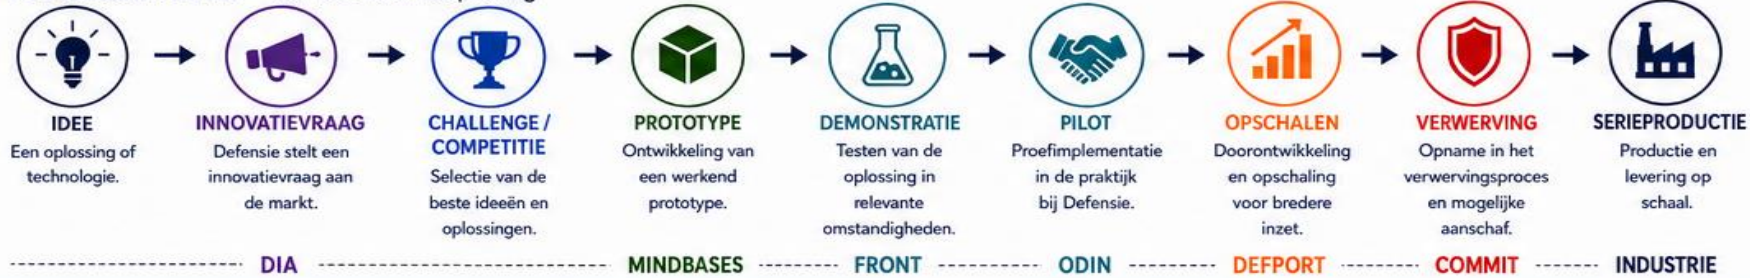 IDEE
Een oplossing of
technologie.
INNOVATIEVRAAG
Defensie stelt een
innovatievraag aan
de markt.
CHALLENGE /
COMPETITIE
Selectie van de
beste ideeën en
oplossingen.
PROTOTYPE
Ontwikkeling van
een werkend
prototype.
DEMONSTRATIE
Testen van de
oplossing in
relevante
omstandigheden.
PILOT
Proefimplementatie
in de praktijk
bij Defensie.
OPSCHALEN
Doorontwikkeling
en opschaling
voor bredere
inzet.
VERWERVING
Opname in het
verwervingsproces
en mogelijke
aanschaf.
SERIEPRODUCTIE
Productie en
levering op
schaal.
DIA
MINDBASES
FRONT
ODIN
DEFPORT
COMMIT
INDUSTRIE